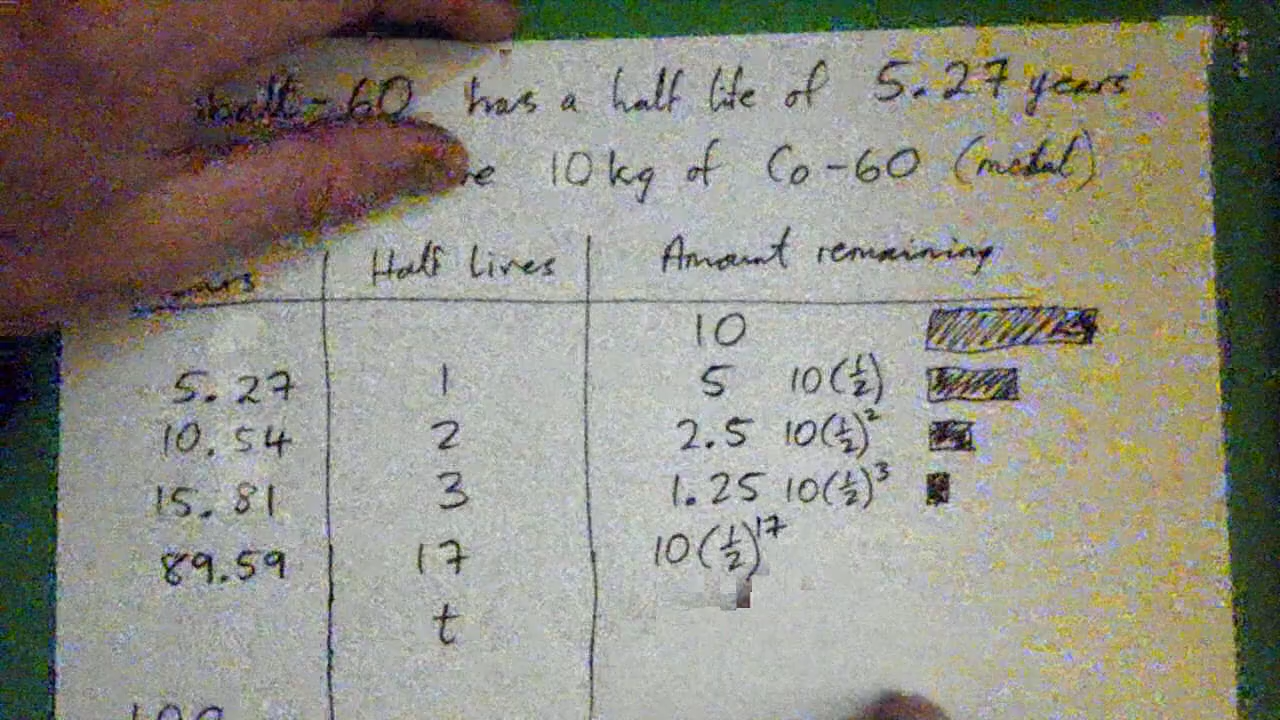 -60 has a half life of 5.27 years
10 kg of Co-60 (metal)
Half Lives Amount remaining
10
5.27 1 5 10(½)
10.54 2 2.5 10(½)²
15.81 3 1.25 10(½)³
89.59 17 10(½)¹⁷
t